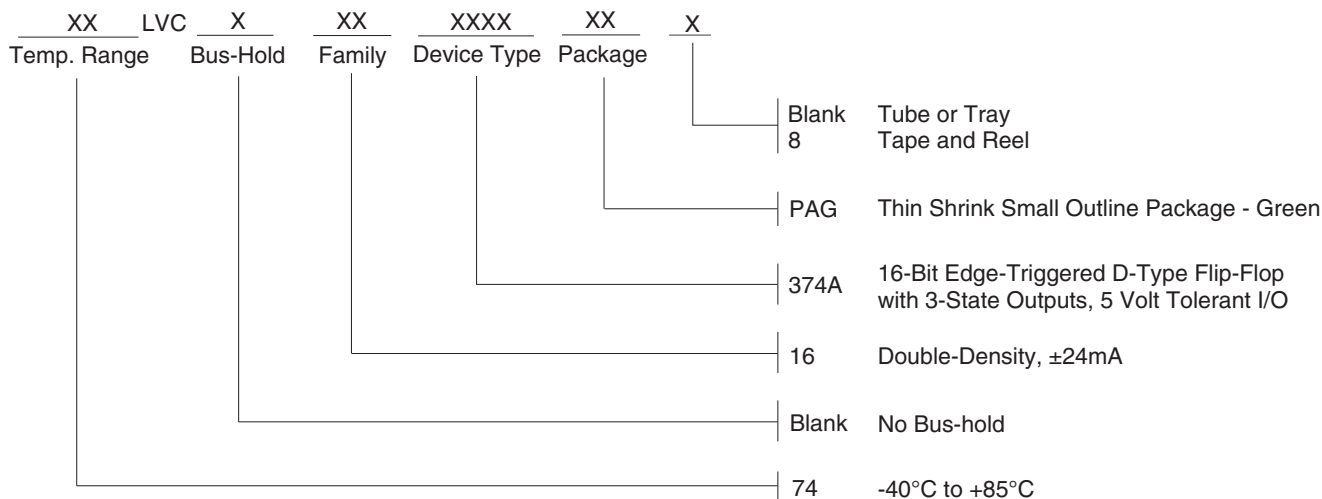 XX LVC X XX XXXX XX X
Temp. Range Bus-Hold Family Device Type Package
Blank Tube or Tray
8 Tape and Reel
PAG Thin Shrink Small Outline Package - Green
374A 16-Bit Edge-Triggered D-Type Flip-Flop
with 3-State Outputs, 5 Volt Tolerant I/O
16 Double-Density, ±24mA
Blank No Bus-hold
74 -40°C to +85°C